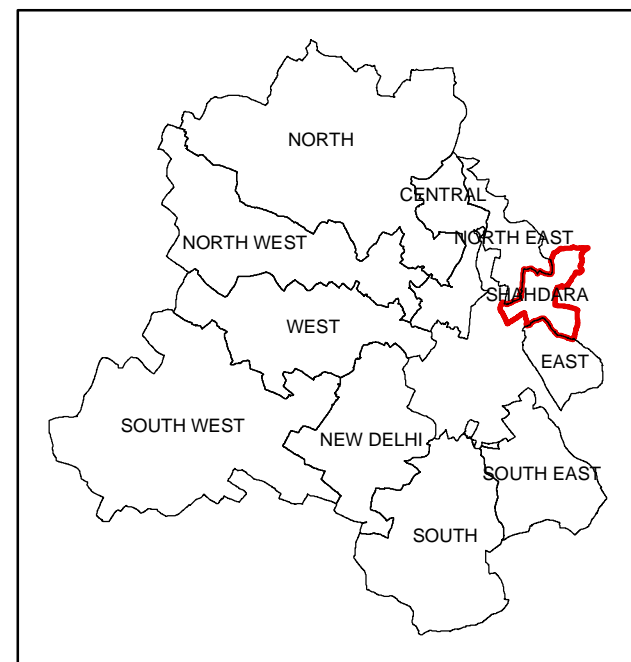 NORTH
CENTRAL
NORTH WEST
NORTH EAST
SHAHDARA
WEST
EAST
SOUTH WEST
NEW DELHI
SOUTH EAST
SOUTH